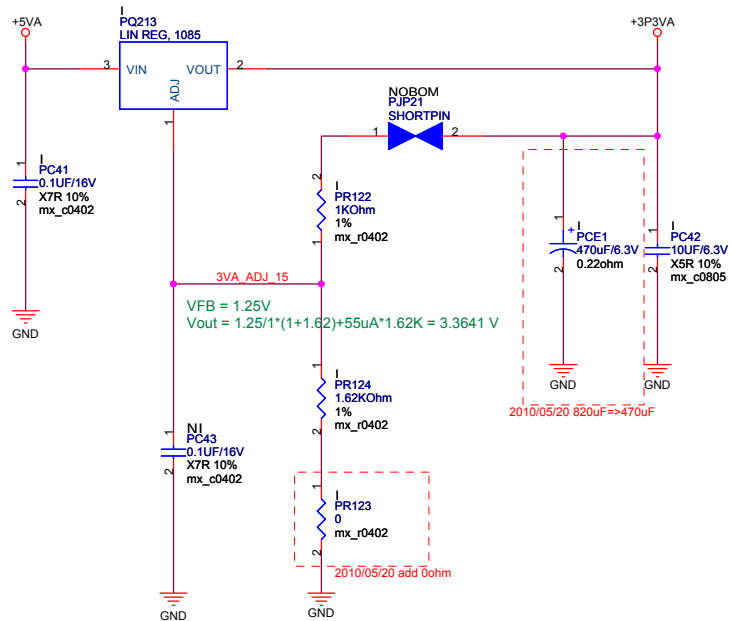 +5VA
I
PQ213
LIN REG, 1085
3
VIN
VOUT
2
ADJ
1
+3P3VA
NOBOM
PJP21
SHORTPIN
1
2
1
I
PC41
0.1UF/16V
X7R 10%
mx_c0402
2
GND
2
I
PR122
1KOhm
1%
mx_r0402
1
1
I
+
PCE1
470uF/6.3V
0.22ohm
2
GND
1
I
PC42
10UF/6.3V
X5R 10%
mx_c0805
2
GND
2010/05/20 820uF=>470uF
3VA_ADJ_15
VFB = 1.25V
Vout = 1.25/1*(1+1.62)+55uA*1.62K = 3.3641 V
1
I
PR124
1.62KOhm
1%
mx_r0402
2
1
NI
PC43
0.1UF/16V
X7R 10%
mx_c0402
2
GND
1
I
PR123
0
mx_r0402
2
2010/05/20 add 0ohm
GND